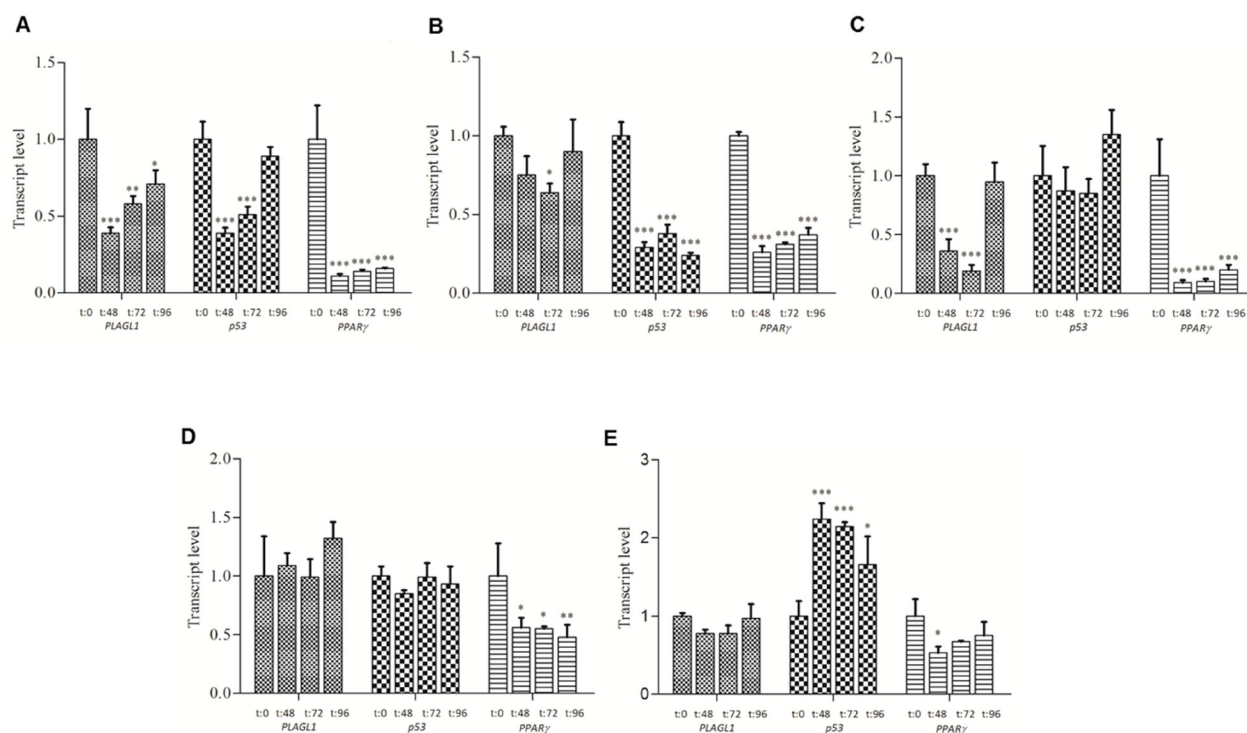 A
Transcript level
1.5
1.0
0.5
0.0
*** ** * *** *** *** *** ***
t:0 t:48 t:72 t:96 t:0 t:48 t:72 t:96 t:0 t:48 t:72 t:96
PLAGL1 p53 PPARγ
B
Transcript level
1.5
1.0
0.5
0.0
* *** *** *** *** *** ***
t:0 t:48 t:72 t:96 t:0 t:48 t:72 t:96 t:0 t:48 t:72 t:96
PLAGL1 p53 PPARγ
C
Transcript level
2.0
1.5
1.0
0.5
0.0
*** *** *** *** ***
t:0 t:48 t:72 t:96 t:0 t:48 t:72 t:96 t:0 t:48 t:72 t:96
PLAGL1 p53 PPARγ
D
Transcript level
2.0
1.5
1.0
0.5
0.0
* * **
t:0 t:48 t:72 t:96 t:0 t:48 t:72 t:96 t:0 t:48 t:72 t:96
PLAGL1 p53 PPARγ
E
Transcript level
3
2
1
0
*** *** * *
t:0 t:48 t:72 t:96 t:0 t:48 t:72 t:96 t:0 t:48 t:72 t:96
PLAGL1 p53 PPARγ